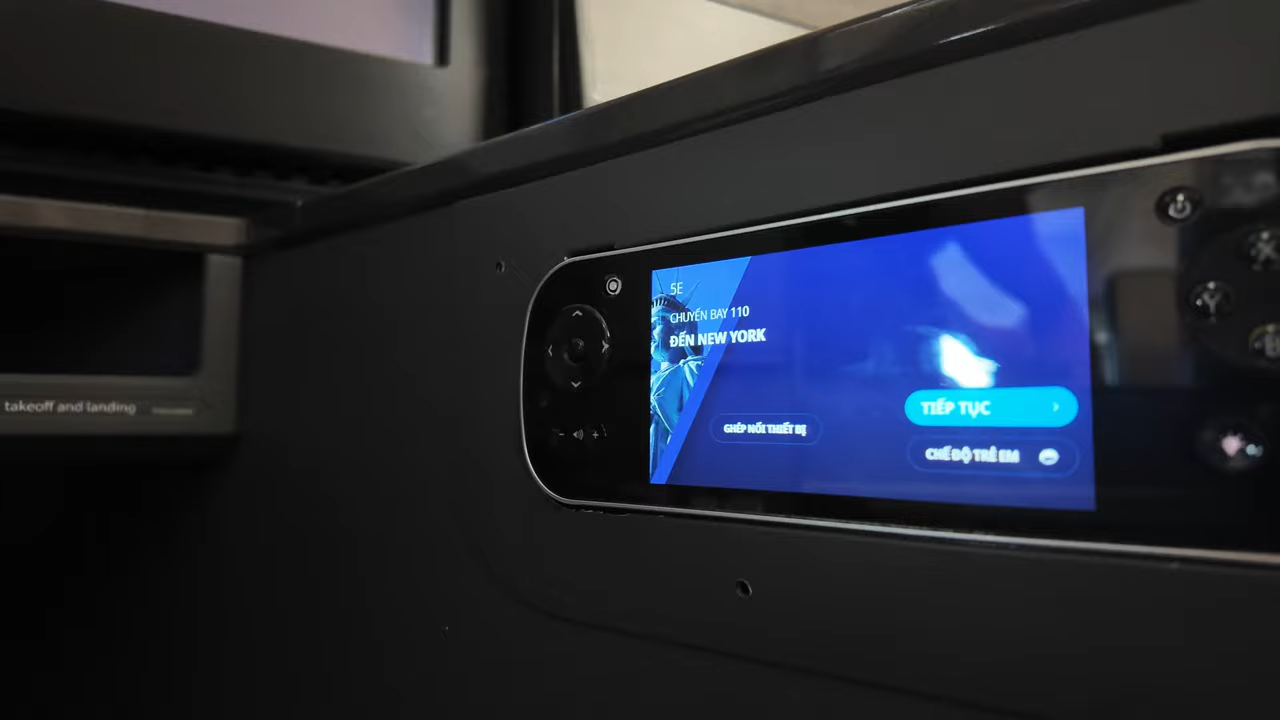 5E
CHUYẾN BAY 110
ĐẾN NEW YORK
TIẾP TỤC
GHÉP NỐI THIẾT BỊ
CHẾ ĐỘ TRẺ EM
takeoff and landing
Y
X